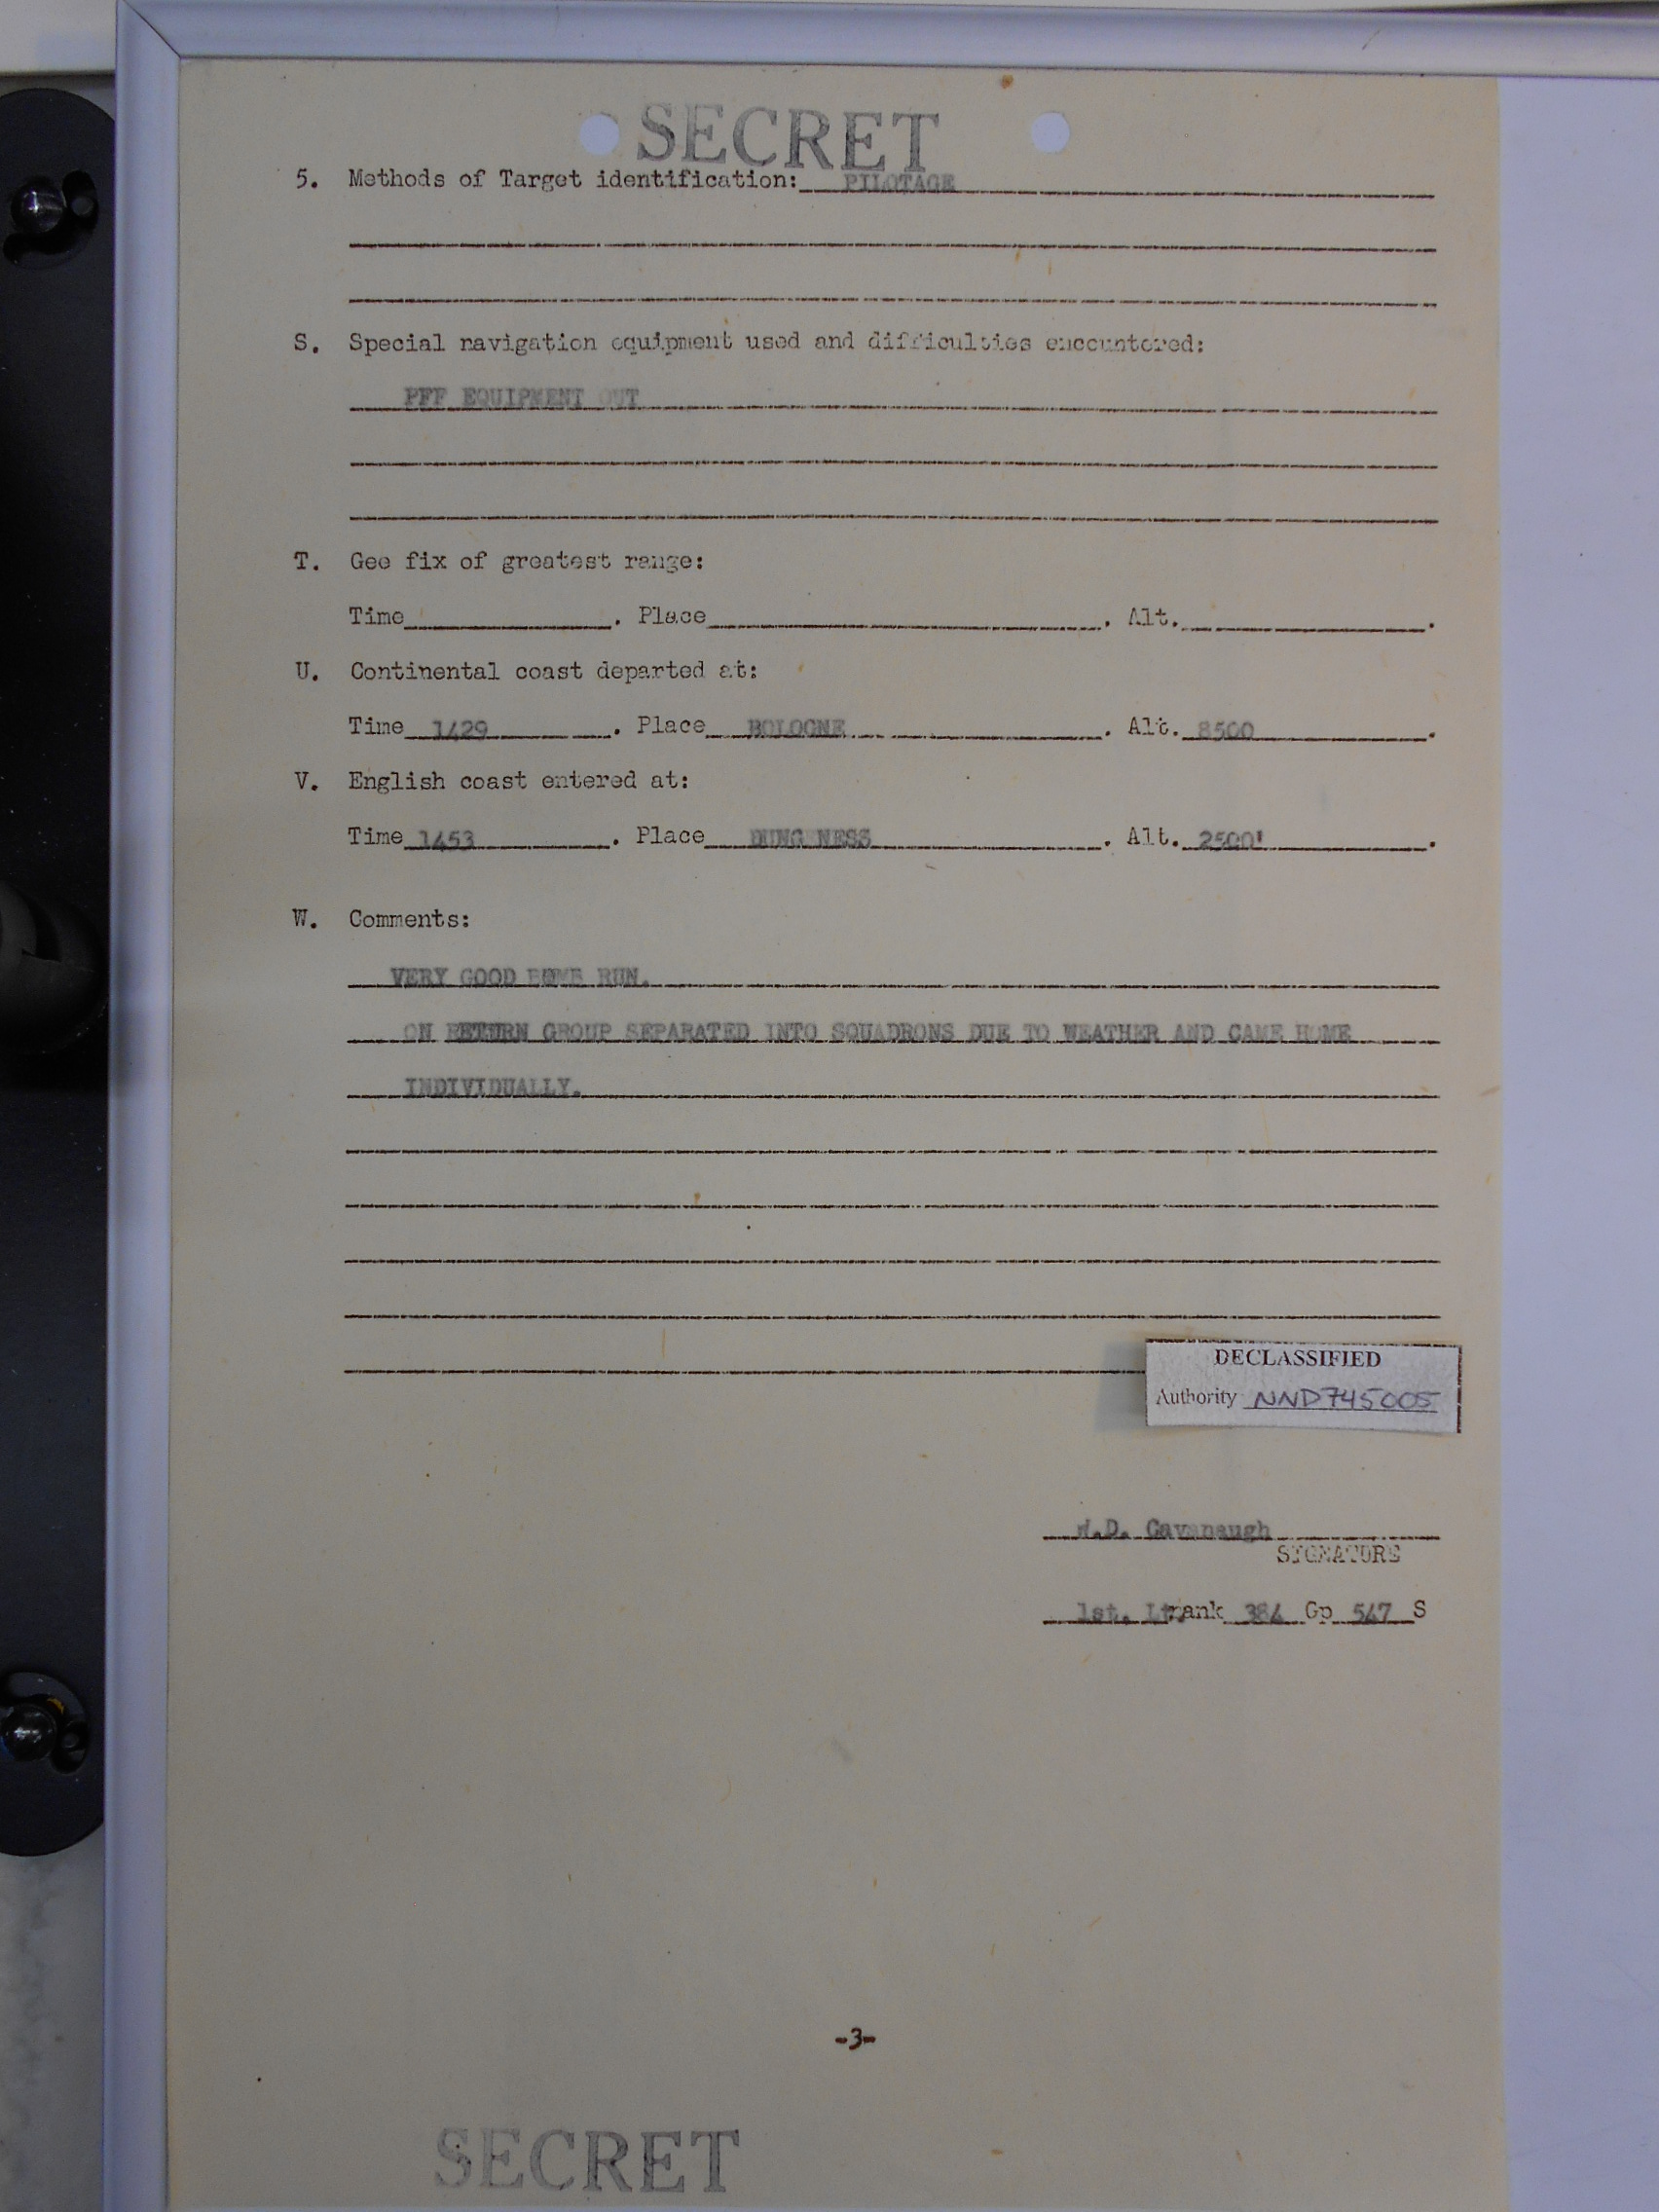 SECRET
5. Methods of Target identification: PILOTAGE
S. Special navigation equipment used and difficulties encountered:
PFF EQUIPMENT OUT
T. Gee fix of greatest range:
Time . Place . Alt. .
U. Continental coast departed at:
Time 1429 . Place BOLOGNE . Alt. 8500 .
V. English coast entered at:
Time 1453 . Place DUNGENESS . Alt. 2500' .
W. Comments:
VERY GOOD BOMB RUN.
ON RETURN GROUP SEPARATED INTO SQUADRONS DUE TO WEATHER AND CAME HOME
INDIVIDUALLY.
DECLASSIFIED
Authority NND745005
W.D. Cavanaugh
SIGNATURE
1st. Lt. rank 384 Gp 547 S
-3-
SECRET